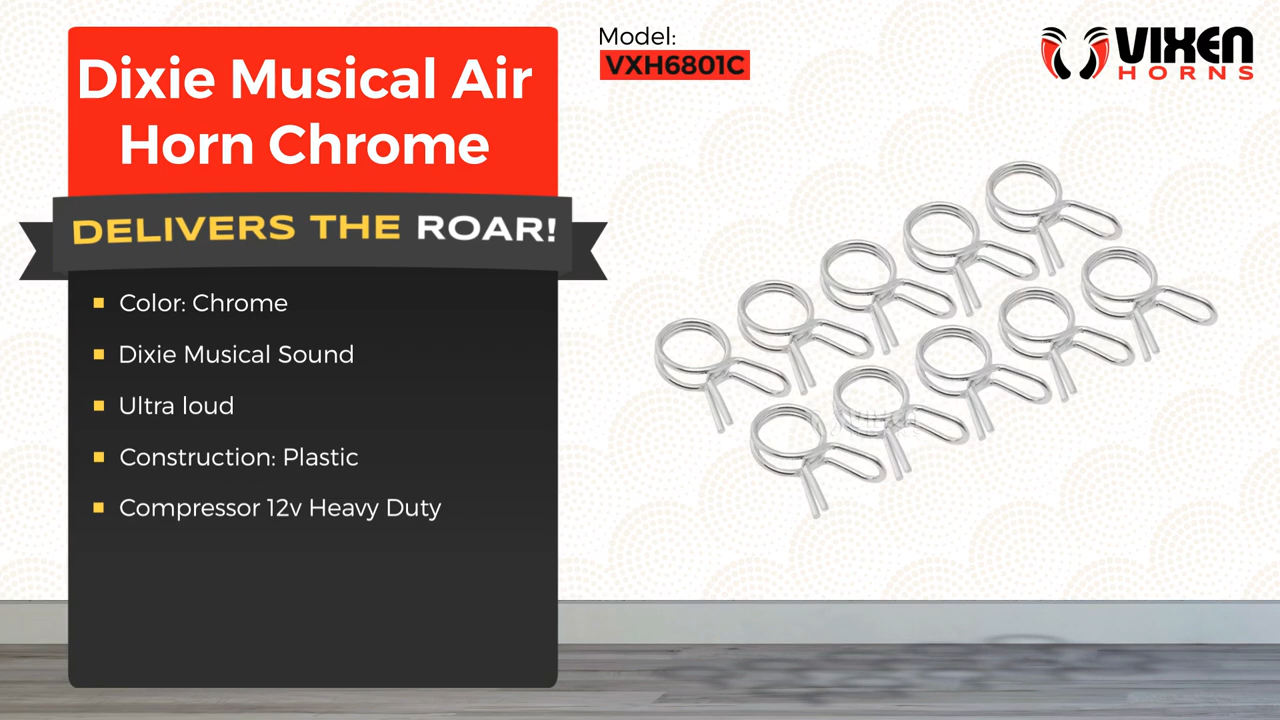 Dixie Musical Air
Horn Chrome
DELIVERS THE ROAR!
Color: Chrome
Dixie Musical Sound
Ultra loud
Construction: Plastic
Compressor 12v Heavy Duty
Model:
VXH6801C
VIXEN
HORNS